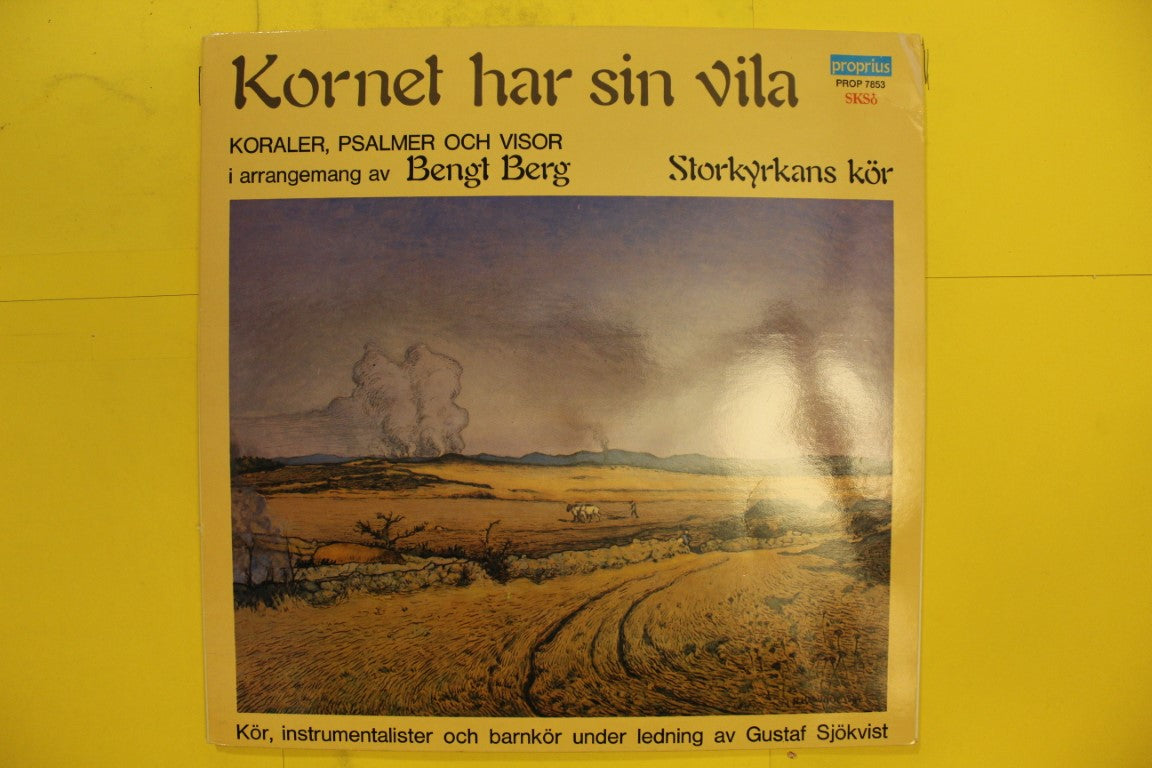 Kornet har sin vila
proprius
PROP 7853
SKSö
KORALER, PSALMER OCH VISOR
i arrangemang av Bengt Berg
Storkyrkans kör
Kör, instrumentalister och barnkör under ledning av Gustaf Sjökvist